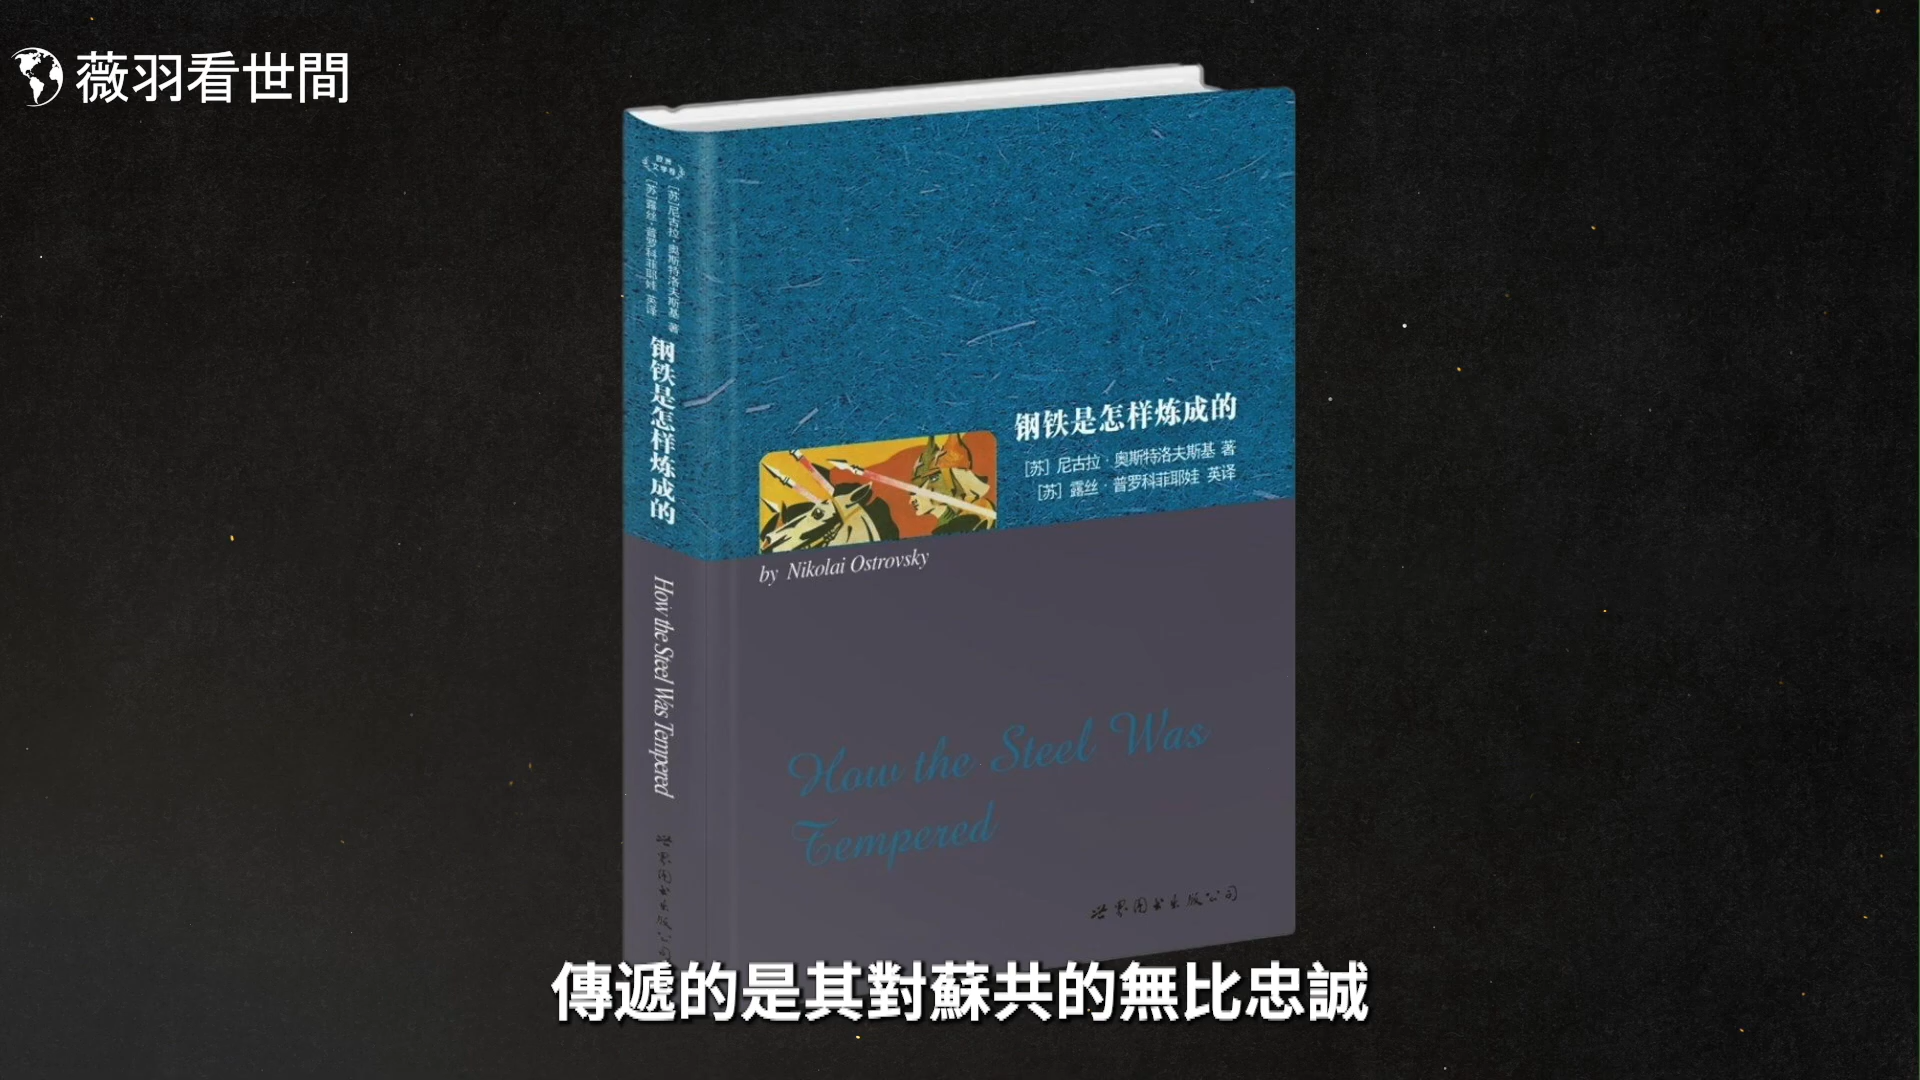 薇羽看世間
欧洲
文学卷
[苏]尼古拉·奥斯特洛夫斯基 著
[苏]露丝·普罗科菲耶娃 英译
钢铁是怎样炼成的
How the Steel Was Tempered
世界图书出版公司
钢铁是怎样炼成的
[苏] 尼古拉·奥斯特洛夫斯基 著
[苏] 露丝·普罗科菲耶娃 英译
by Nikolai Ostrovsky
How the Steel Was
Tempered
世界图书出版公司
傳遞的是其對蘇共的無比忠誠